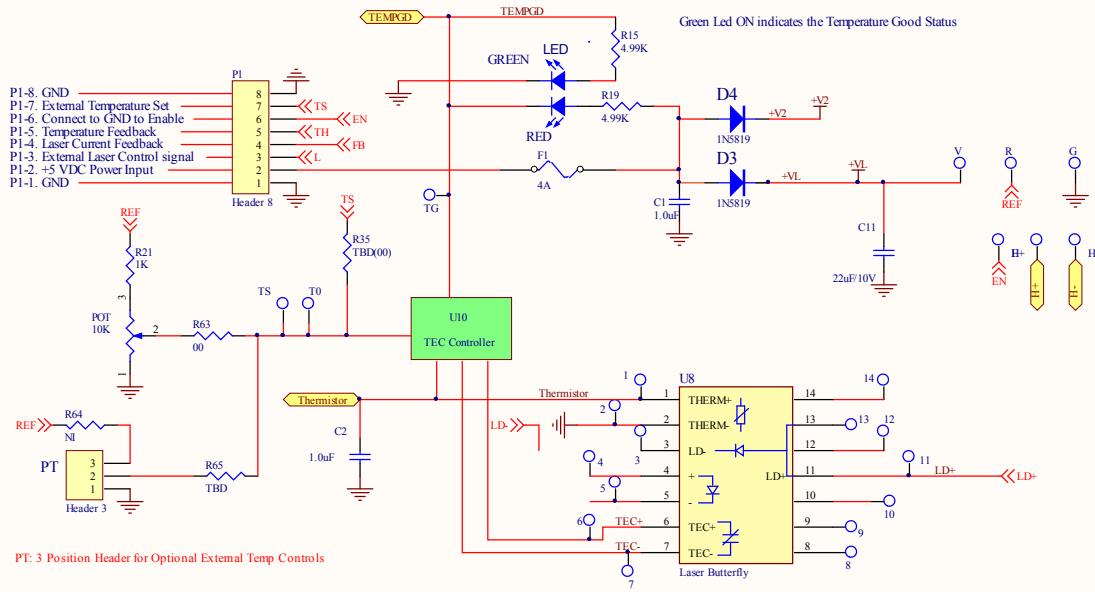 TEMPGD
TEMPGD
Green Led ON indicates the Temperature Good Status
R15
4.99K
GREEN
LED
P1
P1-8. GND
8
P1-7. External Temperature Set
7
TS
P1-6. Connect to GND to Enable
6
EN
P1-5. Temperature Feedback
5
TH
P1-4. Laser Current Feedback
4
FB
P1-3. External Laser Control signal
3
L
P1-2. +5 VDC Power Input
2
P1-1. GND
1
Header 8
R19
4.99K
RED
D4
1N5819
+V2
+V2
F1
4A
D3
1N5819
+VL
+VL
V
R
G
REF
C1
1.0uF
C11
22uF/10V
H+
H
EN
H+
H-
TG
REF
R21
1K
3
POT
10K
2
1
R63
00
TS
T0
TS
R35
TBD(00)
U10
TEC Controller
Thermistor
Thermistor
C2
1.0uF
LD-
REF
R64
NI
PT
3
2
1
Header 3
R65
TBD
PT: 3 Position Header for Optional External Temp Controls
U8
1
1
THERM+
14
14
2
2
THERM-
13
13
3
3
LD-
12
12
4
4
+
LD+
11
11
LD+
LD+
5
5
-
10
10
6
TEC+
6
TEC+
9
9
TEC-
7
TEC-
8
8
7
Laser Butterfly